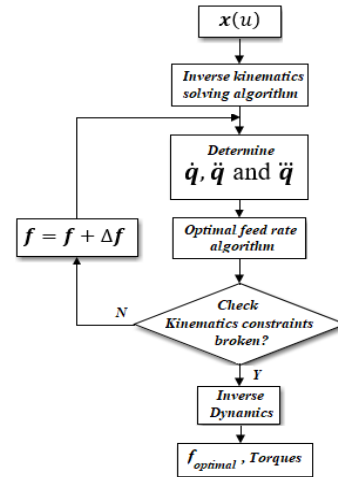 x(u)
Inverse kinematics
solving algorithm
Determine
q̇, q̈ and q⃛
Optimal feed rate
algorithm
f = f + Δf
Check
Kinematics constraints
broken?
N
Y
Inverse
Dynamics
f_optimal , Torques